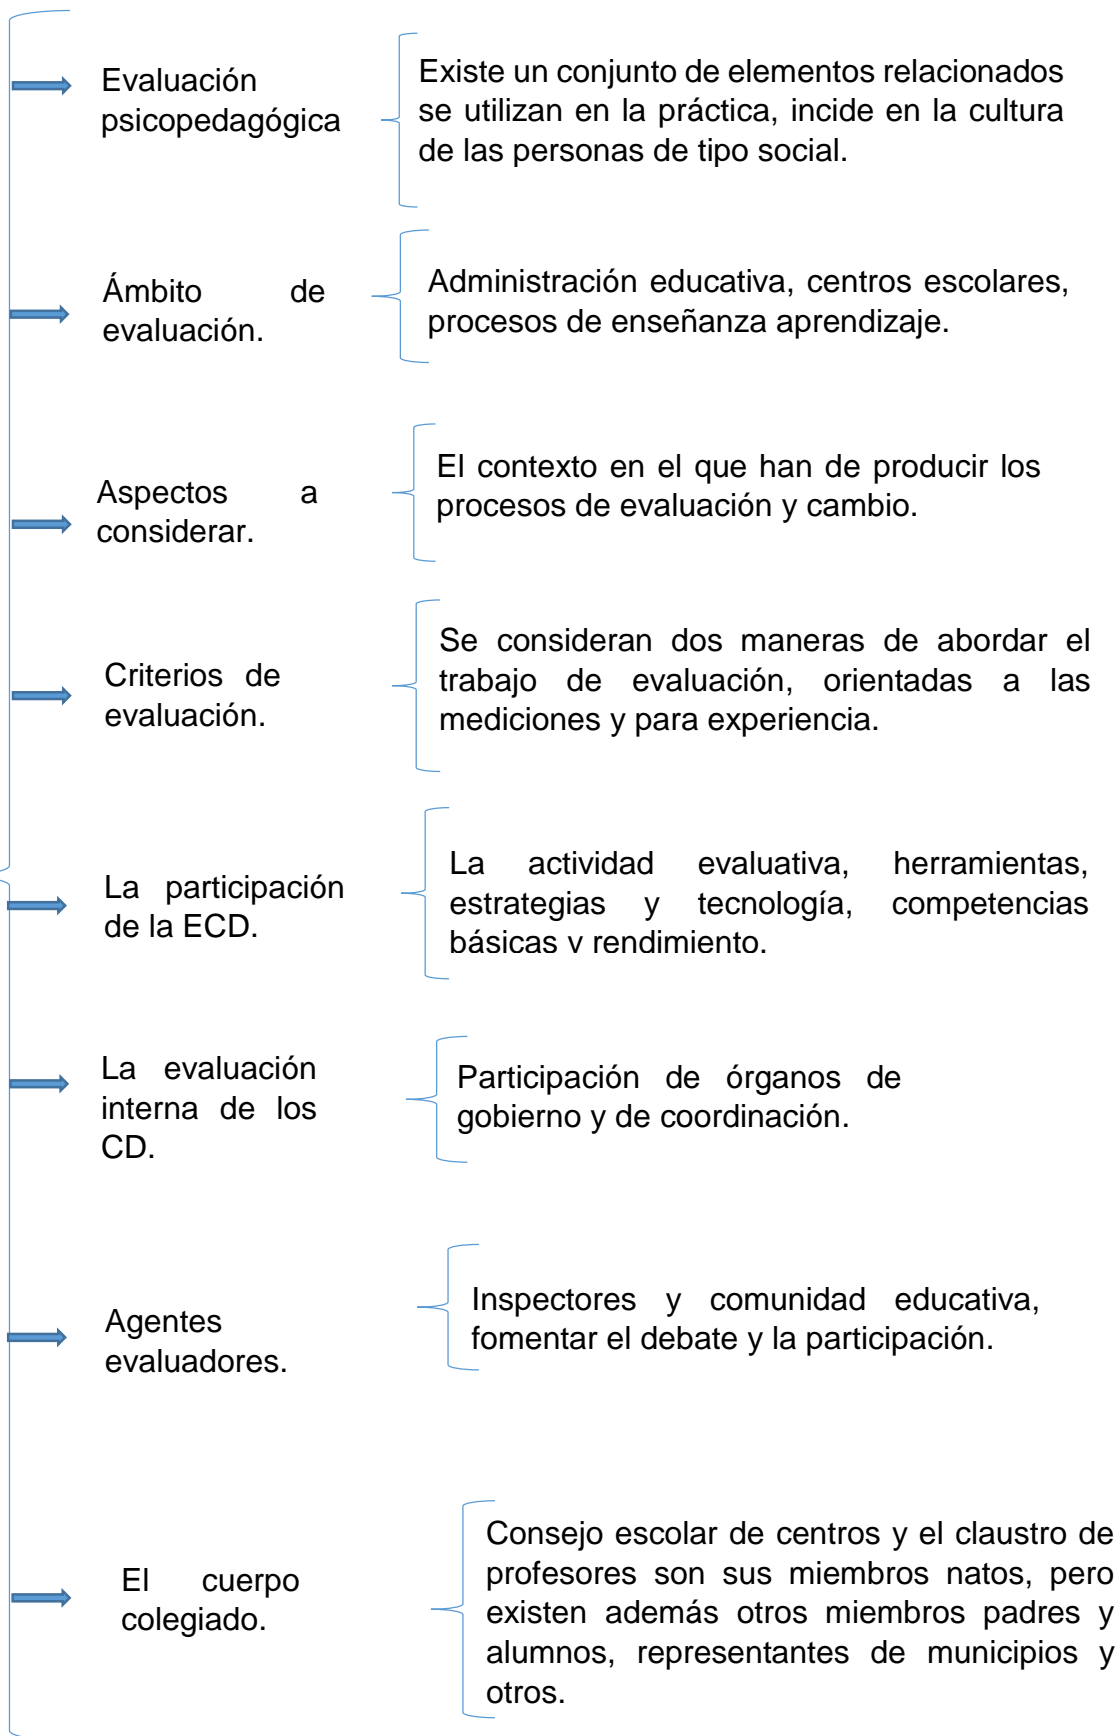 Evaluación
psicopedagógica
Existe un conjunto de elementos relacionados
se utilizan en la práctica, incide en la cultura
de las personas de tipo social.
Ámbito de
evaluación.
Administración educativa, centros escolares,
procesos de enseñanza aprendizaje.
Aspectos a
considerar.
El contexto en el que han de producir los
procesos de evaluación y cambio.
Criterios de
evaluación.
Se consideran dos maneras de abordar el
trabajo de evaluación, orientadas a las
mediciones y para experiencia.
La participación
de la ECD.
La actividad evaluativa, herramientas,
estrategias y tecnología, competencias
básicas y rendimiento.
La evaluación
interna de los
CD.
Participación de órganos de
gobierno y de coordinación.
Agentes
evaluadores.
Inspectores y comunidad educativa,
fomentar el debate y la participación.
El cuerpo
colegiado.
Consejo escolar de centros y el claustro de
profesores son sus miembros natos, pero
existen además otros miembros padres y
alumnos, representantes de municipios y
otros.